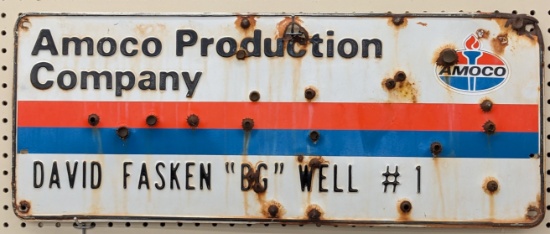 Amoco Production
Company
AMOCO
DAVID FASKEN "BG" WELL # 1